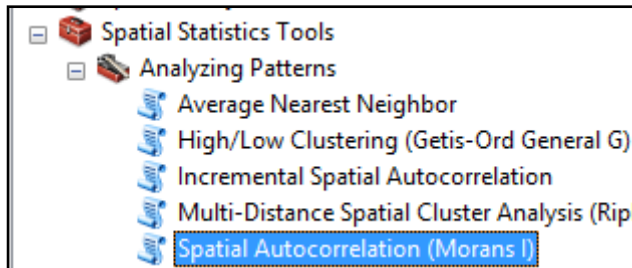 Spatial Statistics Tools
Analyzing Patterns
Average Nearest Neighbor
High/Low Clustering (Getis-Ord General G)
Incremental Spatial Autocorrelation
Multi-Distance Spatial Cluster Analysis (Rip
Spatial Autocorrelation (Morans I)